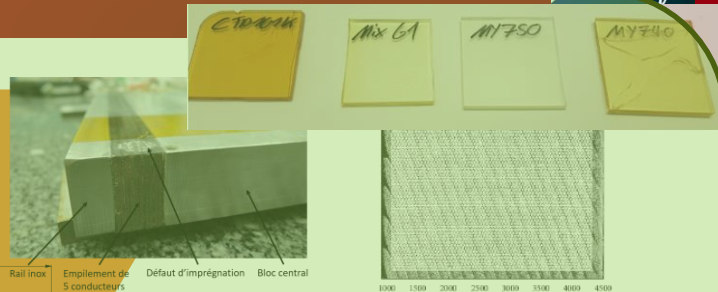 CTD101K
Mix 61
MY750
MY740
Rail inox
Empilement de
5 conducteurs
Défaut d'imprégnation
Bloc central
1000 1500 2000 2500 3000 3500 4000 4500